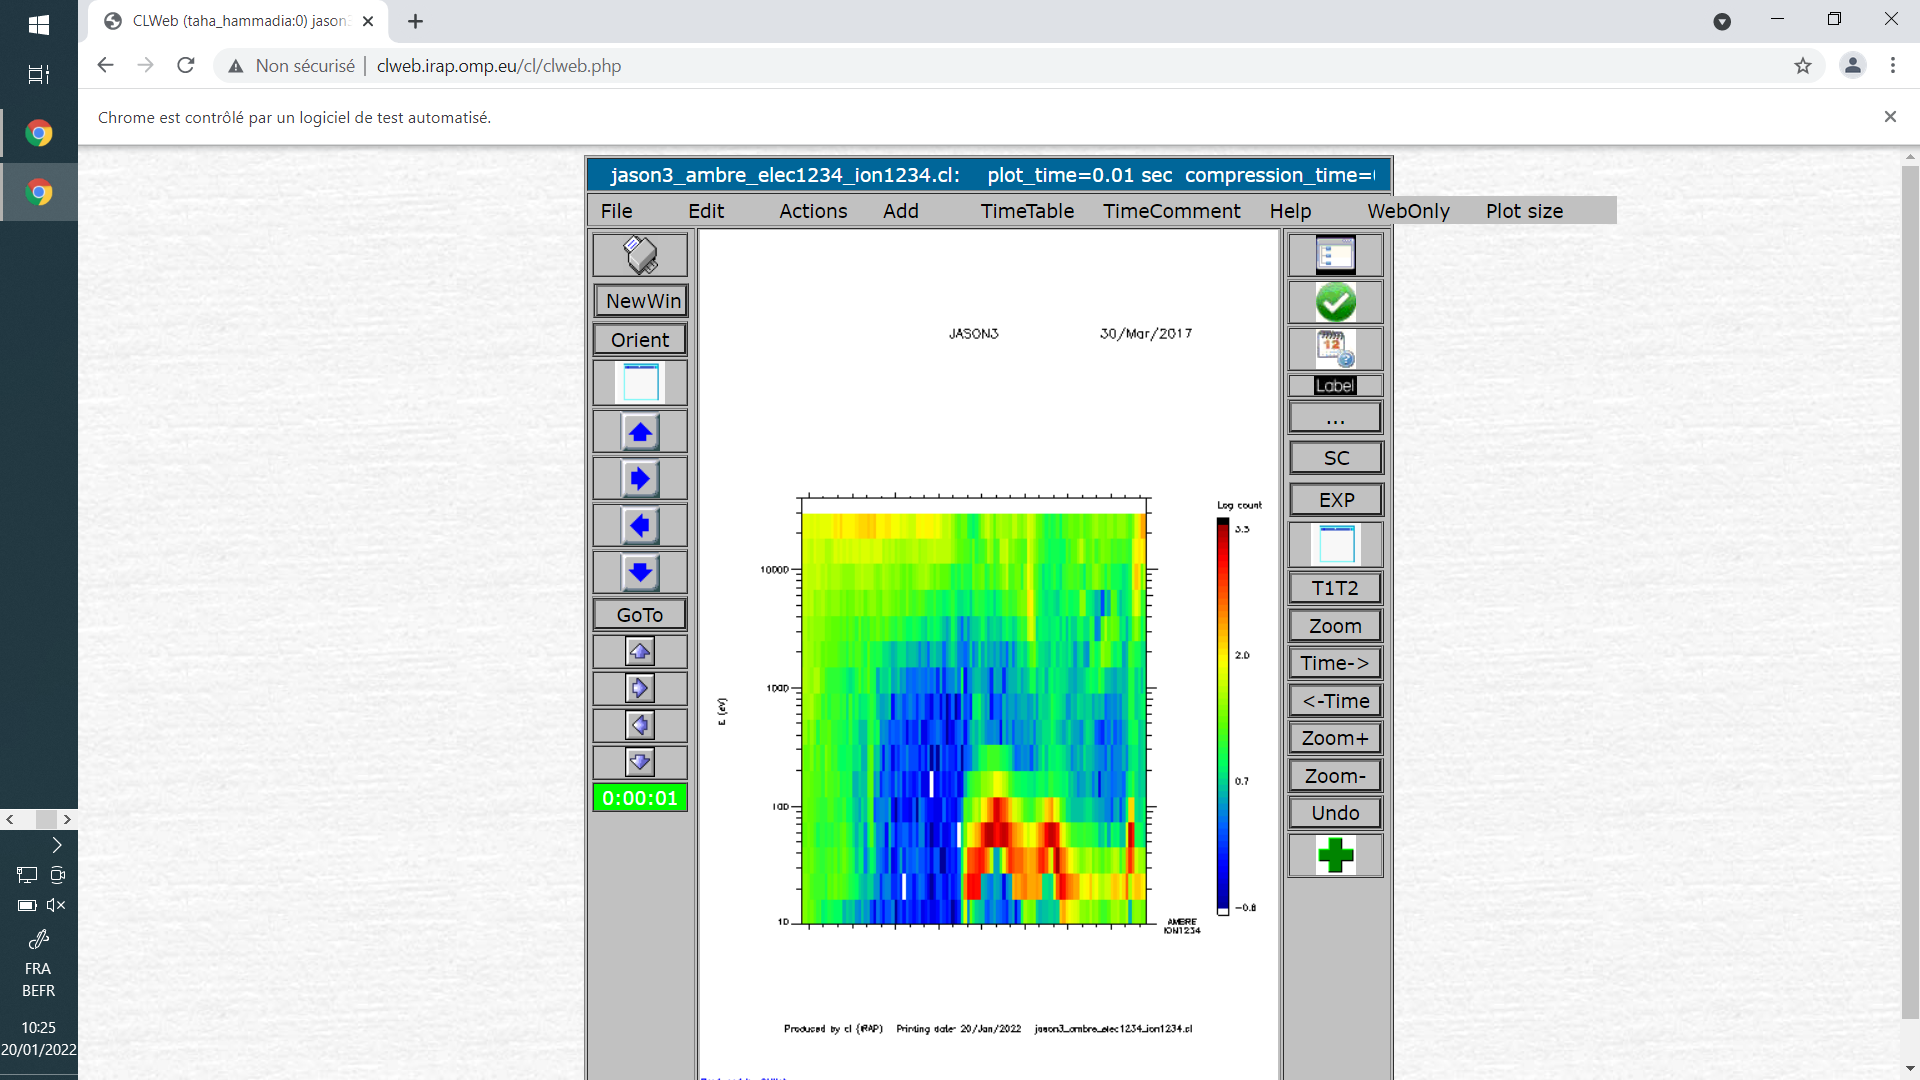 CLWeb (taha_hammadia:0) jason3
Non sécurisé | clweb.irap.omp.eu/cl/clweb.php
Chrome est contrôlé par un logiciel de test automatisé.
jason3_ambre_elec1234_ion1234.cl: plot_time=0.01 sec compression_time=
File Edit Actions Add TimeTable TimeComment Help WebOnly Plot size
NewWin
Orient
GoTo
0:00:01
JASON3 30/Mar/2017
Log count
3.3
2.0
0.7
-0.8
10000
1000
100
10
E (eV)
AMBRE
ION1234
Produced by cl (IRAP) Printing date: 20/Jan/2022 jason3_ambre_elec1234_ion1234.cl
12
Label
...
SC
EXP
T1T2
Zoom
Time->
<-Time
Zoom+
Zoom-
Undo
FRA
BEFR
10:25
20/01/2022